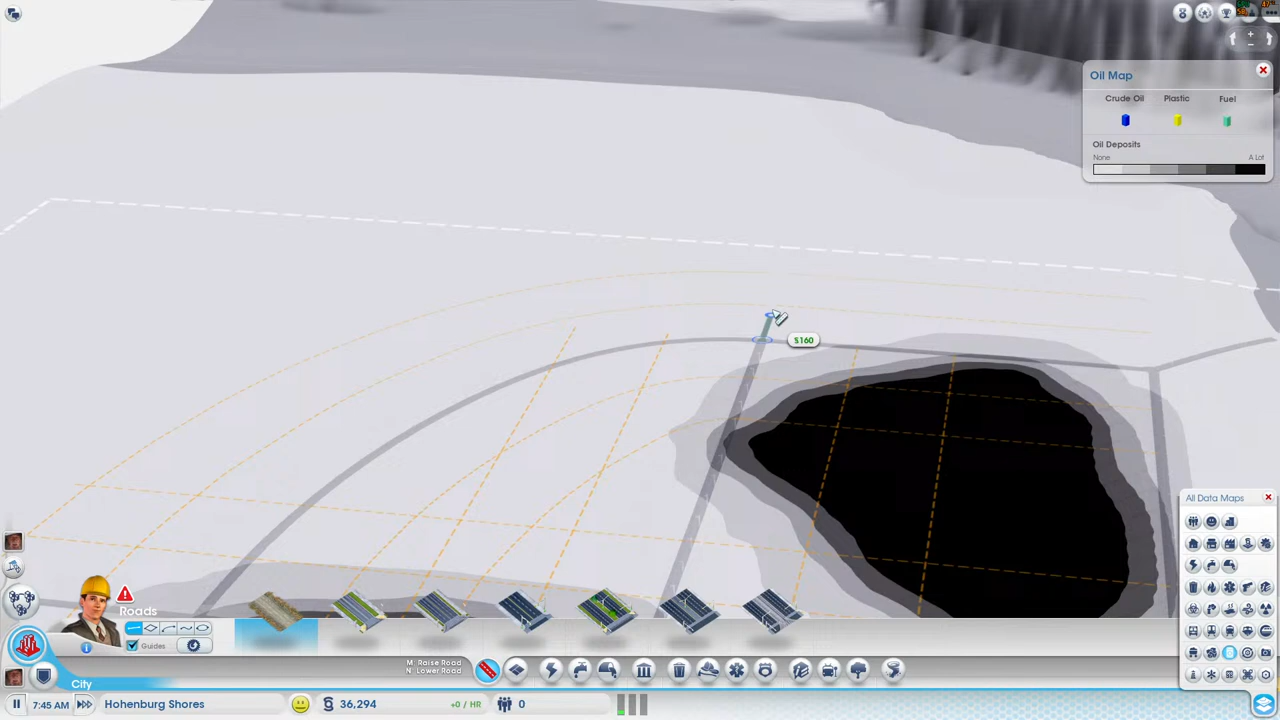 Oil Map
Crude Oil Plastic Fuel
Oil Deposits
None A Lot
§160
All Data Maps
Roads
Guides
M: Raise Road
N: Lower Road
City
7:45 AM Hohenburg Shores 36,294 +0 / HR 0